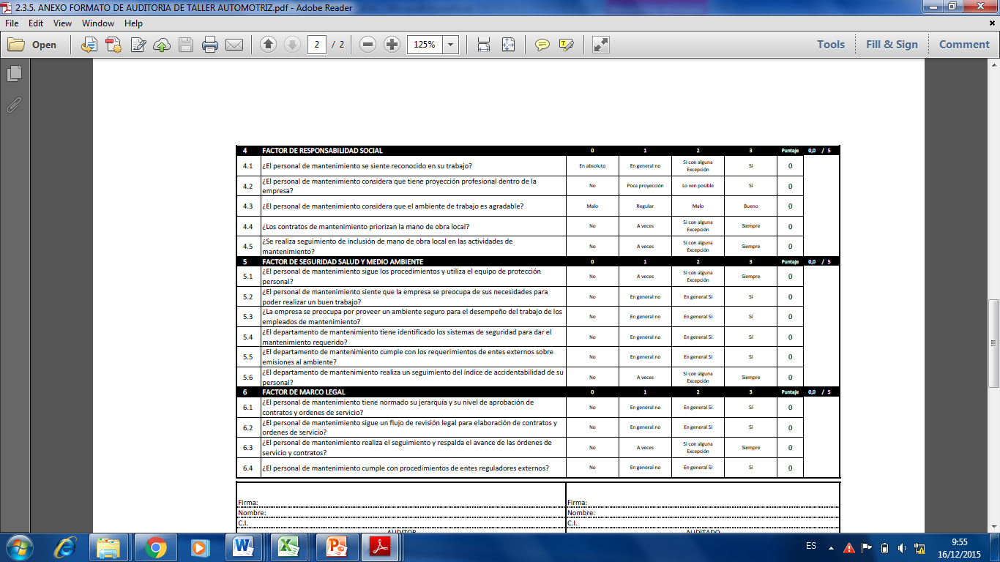 2.3.5. ANEXO FORMATO DE AUDITORIA DE TALLER AUTOMOTRIZ.pdf - Adobe Reader
File Edit View Window Help
Open 2 / 2 125% Tools Fill & Sign Comment
4 FACTOR DE RESPONSABILIDAD SOCIAL 0 1 2 3 Puntaje 0,0 / 5
4.1 ¿El personal de mantenimiento se siente reconocido en su trabajo? En absoluto En general no Si con alguna Excepción Sí 0
4.2 ¿El personal de mantenimiento considera que tiene proyección profesional dentro de la
empresa? No Poca proyección Lo ven posible Sí 0
4.3 ¿El personal de mantenimiento considera que el ambiente de trabajo es agradable? Malo Regular Malo Bueno 0
4.4 ¿Los contratos de mantenimiento priorizan la mano de obra local? No A veces Si con alguna Excepción Siempre 0
4.5 ¿Se realiza seguimiento de inclusión de mano de obra local en las actividades de
mantenimiento? No A veces Si con alguna Excepción Siempre 0
5 FACTOR DE SEGURIDAD SALUD Y MEDIO AMBIENTE 0 1 2 3 Puntaje 0,0 / 5
5.1 ¿El personal de mantenimiento sigue los procedimientos y utiliza el equipo de protección
personal? No A veces Si con alguna Excepción Siempre 0
5.2 ¿El personal de mantenimiento siente que la empresa se preocupa de sus necesidades para
poder realizar un buen trabajo? No En general no En general Sí Sí 0
5.3 ¿La empresa se preocupa por proveer un ambiente seguro para el desempeño del trabajo de los
empleados de mantenimiento? No En general no En general Sí Sí 0
5.4 ¿El departamento de mantenimiento tiene identificado los sistemas de seguridad para dar el
mantenimiento requerido? No En general no En general Sí Sí 0
5.5 ¿El departamento de mantenimiento cumple con los requerimientos de entes externos sobre
emisiones al ambiente? No En general no En general Sí Sí 0
5.6 ¿El departamento de mantenimiento realiza un seguimiento del índice de accidentabilidad de su
personal? No A veces Si con alguna Excepción Siempre 0
6 FACTOR DE MARCO LEGAL 0 1 2 3 Puntaje 0,0 / 5
6.1 ¿El personal de mantenimiento tiene normado su jerarquía y su nivel de aprobación de
contratos y ordenes de servicio? No En general no En general Sí Sí 0
6.2 ¿El personal de mantenimiento sigue un flujo de revisión legal para elaboración de contratos y
ordenes de servicio? No En general no En general Sí Sí 0
6.3 ¿El personal de mantenimiento realiza el seguimiento y respalda el avance de las órdenes de
servicio y contratos? No A veces Si con alguna Excepción Siempre 0
6.4 ¿El personal de mantenimiento cumple con procedimientos de entes reguladores externos? No En general no En general Sí Sí 0
Firma: Firma:
Nombre: Nombre:
C.I. C.I.
AUDITOR AUDITADO
ES 9:55
16/12/2015